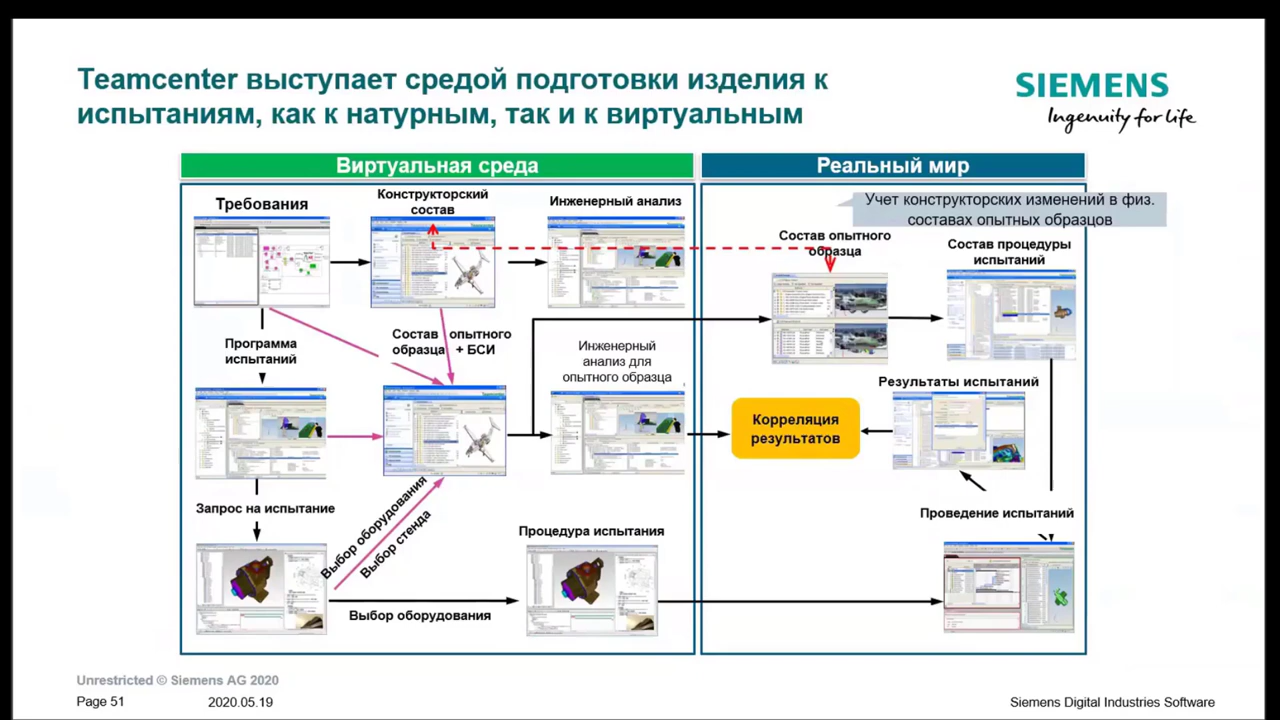 Teamcenter выступает средой подготовки изделия к
испытаниям, как к натурным, так и к виртуальным
SIEMENS
Ingenuity for life
Виртуальная среда
Реальный мир
Требования
Конструкторский
состав
Инженерный анализ
Учет конструкторских изменений в физ.
составах опытных образцов
Состав опытного
образца
Состав процедуры
испытаний
Teamcenter
Программа
испытаний
Состав опытного
образца + БСИ
Инженерный
анализ для
опытного образца
Результаты испытаний
Teamcenter
Корреляция
результатов
Запрос на испытание
Выбор оборудования
Выбор стенда
Процедура испытания
Проведение испытаний
Выбор оборудования
Unrestricted © Siemens AG 2020
Page 51
2020.05.19
Siemens Digital Industries Software